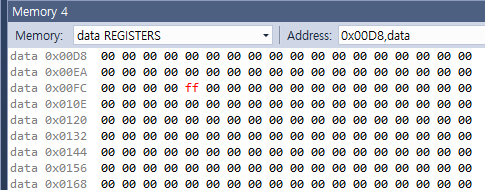 Memory 4
Memory: data REGISTERS Address: 0x00D8,data
data 0x00D8 00 00 00 00 00 00 00 00 00 00 00 00 00 00 00 00 00 00
data 0x00EA 00 00 00 00 00 00 00 00 00 00 00 00 00 00 00 00 00 00
data 0x00FC 00 00 00 00 ff 00 00 00 00 00 00 00 00 00 00 00 00 00
data 0x010E 00 00 00 00 00 00 00 00 00 00 00 00 00 00 00 00 00 00
data 0x0120 00 00 00 00 00 00 00 00 00 00 00 00 00 00 00 00 00 00
data 0x0132 00 00 00 00 00 00 00 00 00 00 00 00 00 00 00 00 00 00
data 0x0144 00 00 00 00 00 00 00 00 00 00 00 00 00 00 00 00 00 00
data 0x0156 00 00 00 00 00 00 00 00 00 00 00 00 00 00 00 00 00 00
data 0x0168 00 00 00 00 00 00 00 00 00 00 00 00 00 00 00 00 00 00